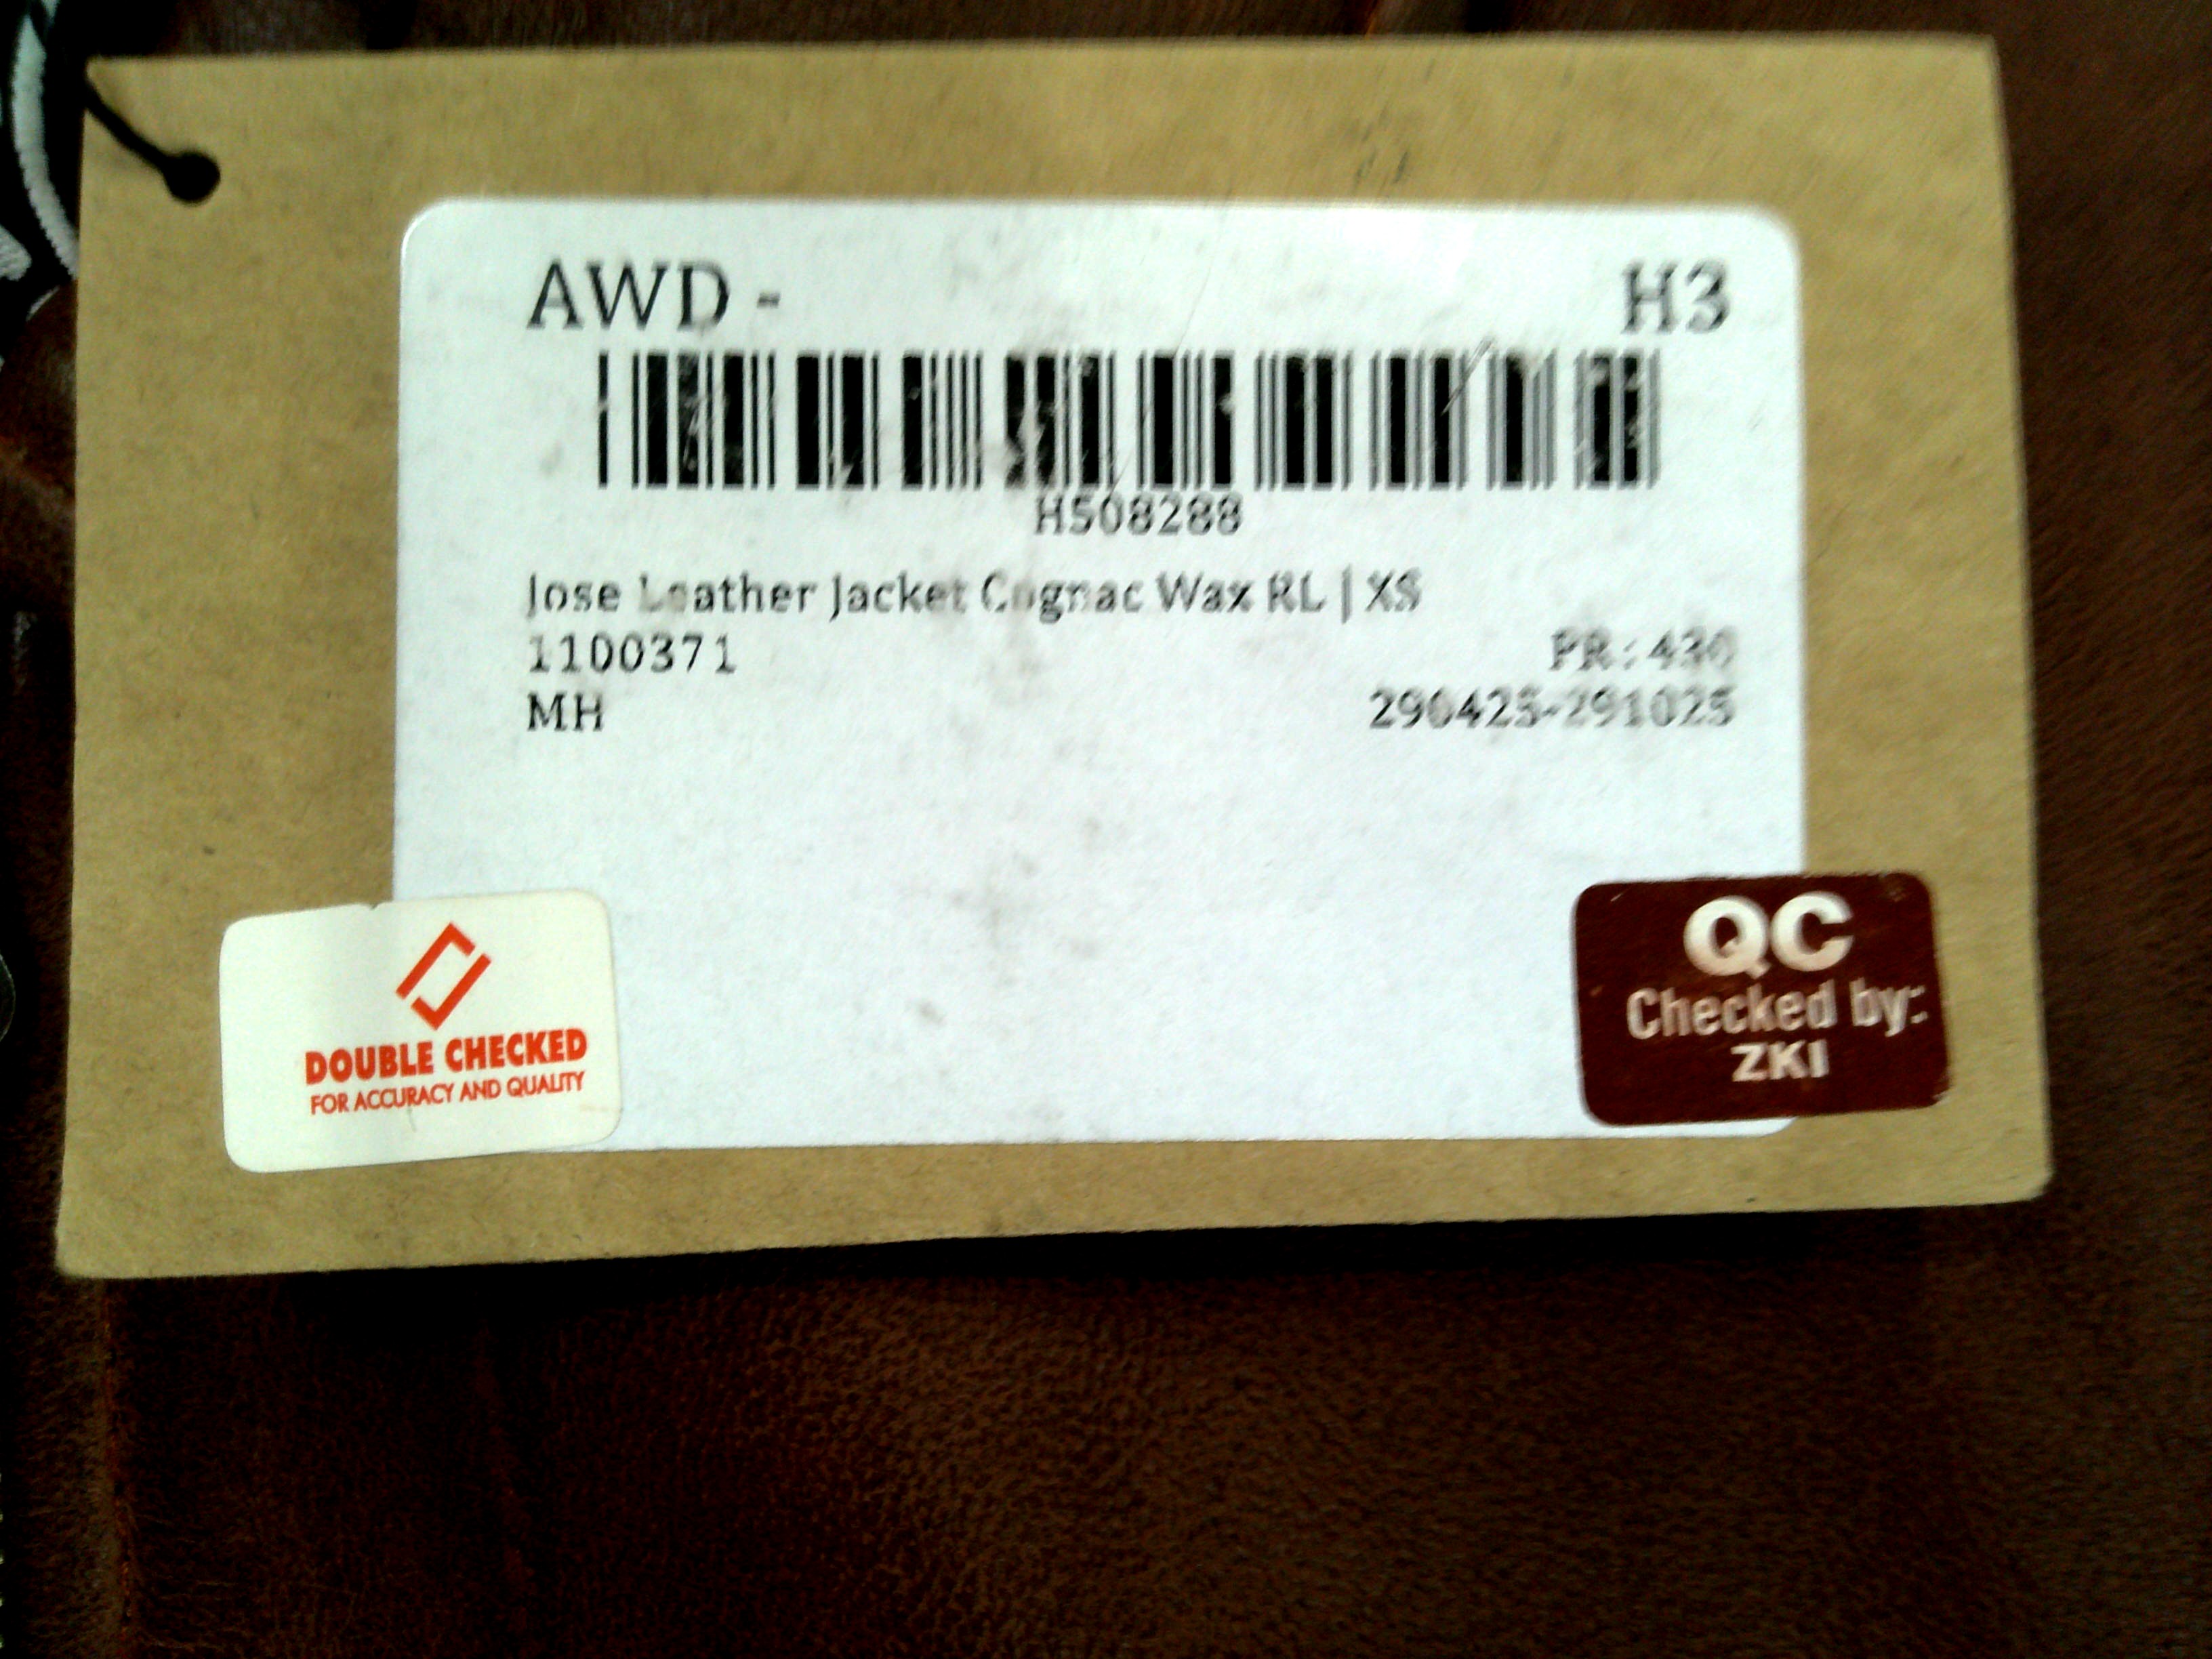 AWD - H3
H508288
Jose Leather Jacket Cognac Wax RL | XS
1100371 PR:430
MH 290425-291025
DOUBLE CHECKED
FOR ACCURACY AND QUALITY
QC
Checked by:
ZKI